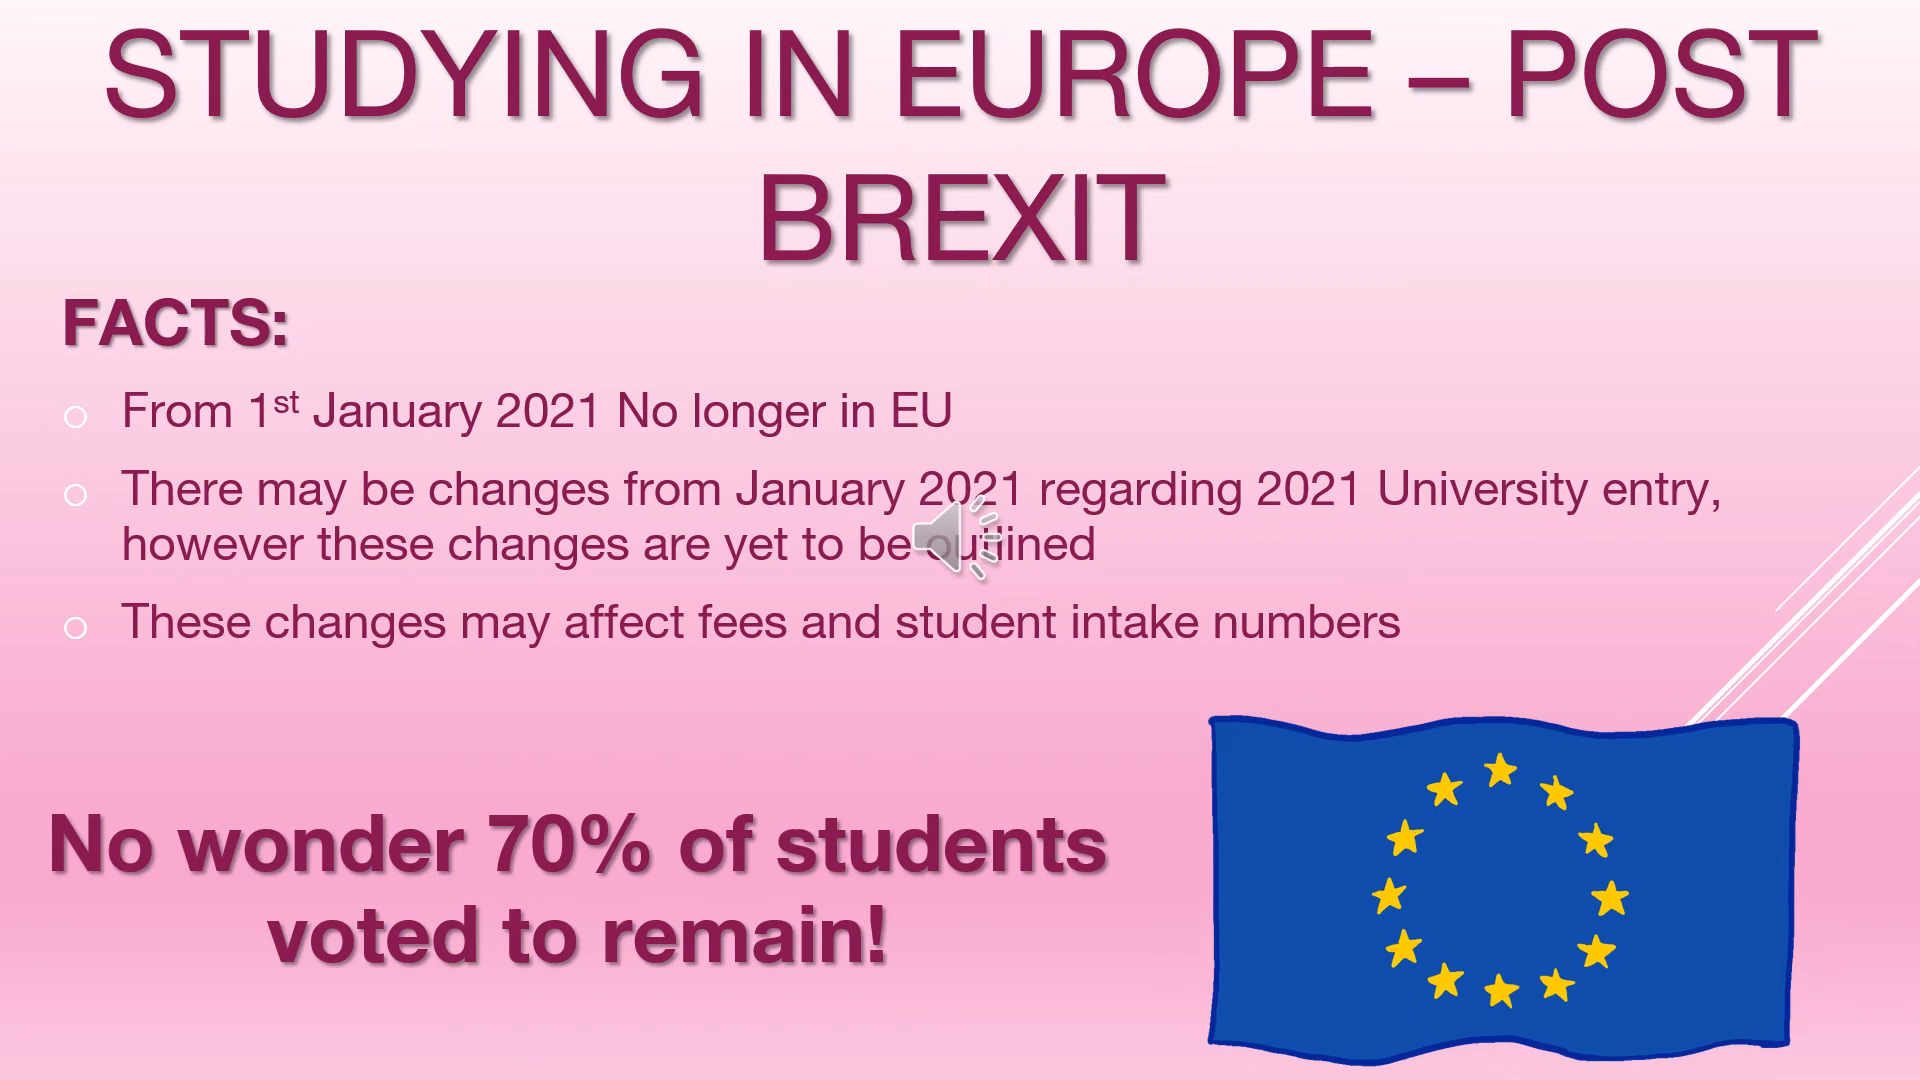 STUDYING IN EUROPE – POST
BREXIT
FACTS:
From 1st January 2021 No longer in EU
There may be changes from January 2021 regarding 2021 University entry,
however these changes are yet to be outlined
These changes may affect fees and student intake numbers
No wonder 70% of students
voted to remain!